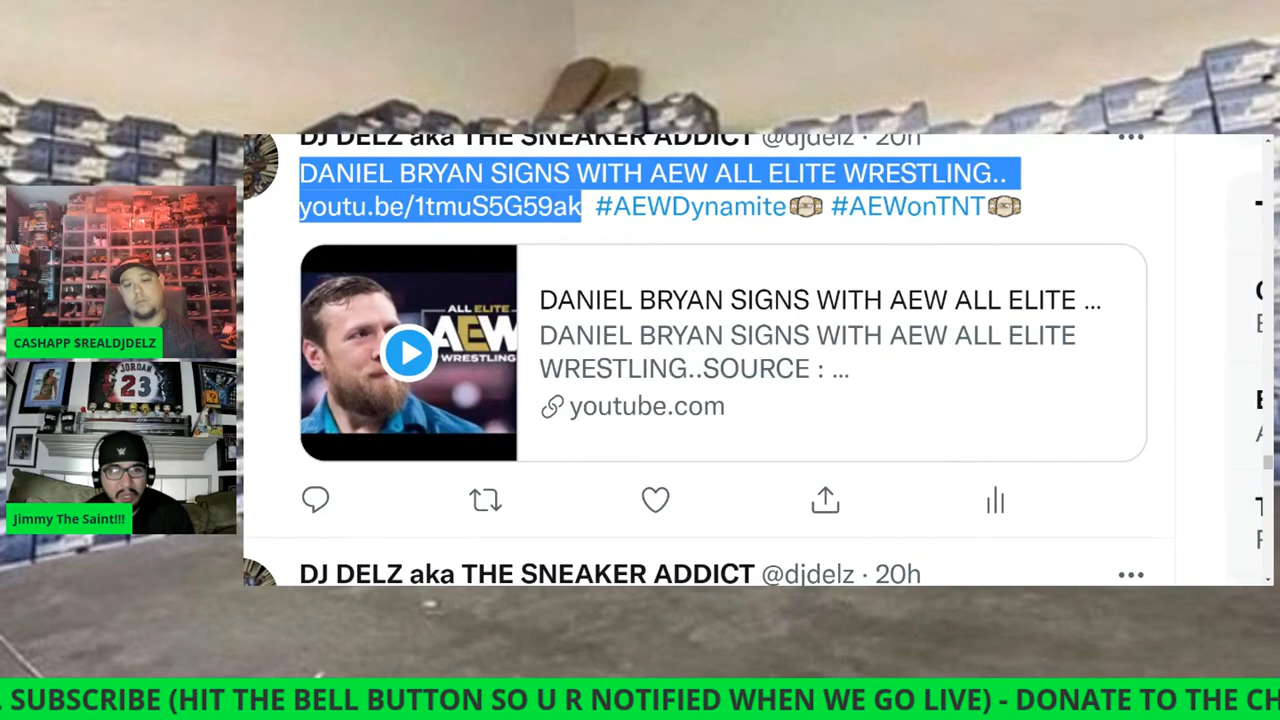 DJ DELZ aka THE SNEAKER ADDICT @djdelz · 20h
DANIEL BRYAN SIGNS WITH AEW ALL ELITE WRESTLING..
youtu.be/1tmuS5G59ak #AEWDynamite #AEWonTNT
ALL ELITE
AEW
WRESTLING
DANIEL BRYAN SIGNS WITH AEW ALL ELITE ...
DANIEL BRYAN SIGNS WITH AEW ALL ELITE
WRESTLING..SOURCE : ...
youtube.com
DJ DELZ aka THE SNEAKER ADDICT @djdelz · 20h
CASHAPP $REALDJDELZ
JORDAN
23
W
Jimmy The Saint!!!
. SUBSCRIBE (HIT THE BELL BUTTON SO U R NOTIFIED WHEN WE GO LIVE) - DONATE TO THE CH